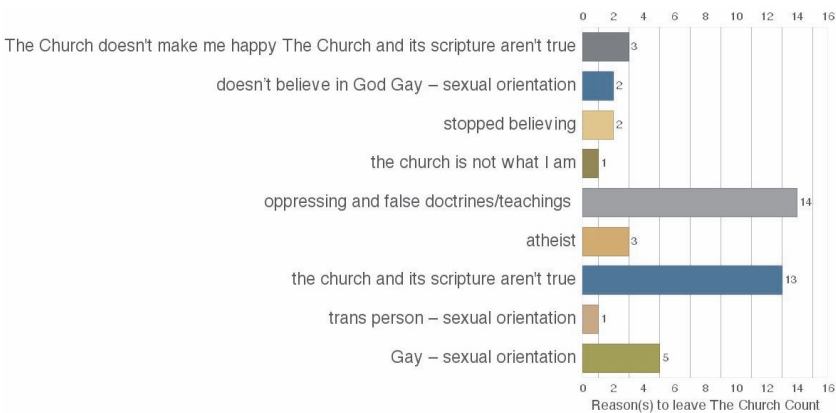 0 2 4 6 8 10 12 14 16
The Church doesn't make me happy The Church and its scripture aren't true 3
doesn't believe in God Gay – sexual orientation 2
stopped believing 2
the church is not what I am 1
oppressing and false doctrines/teachings 14
atheist 3
the church and its scripture aren't true 13
trans person – sexual orientation 1
Gay – sexual orientation 5
0 2 4 6 8 10 12 14 16
Reason(s) to leave The Church Count